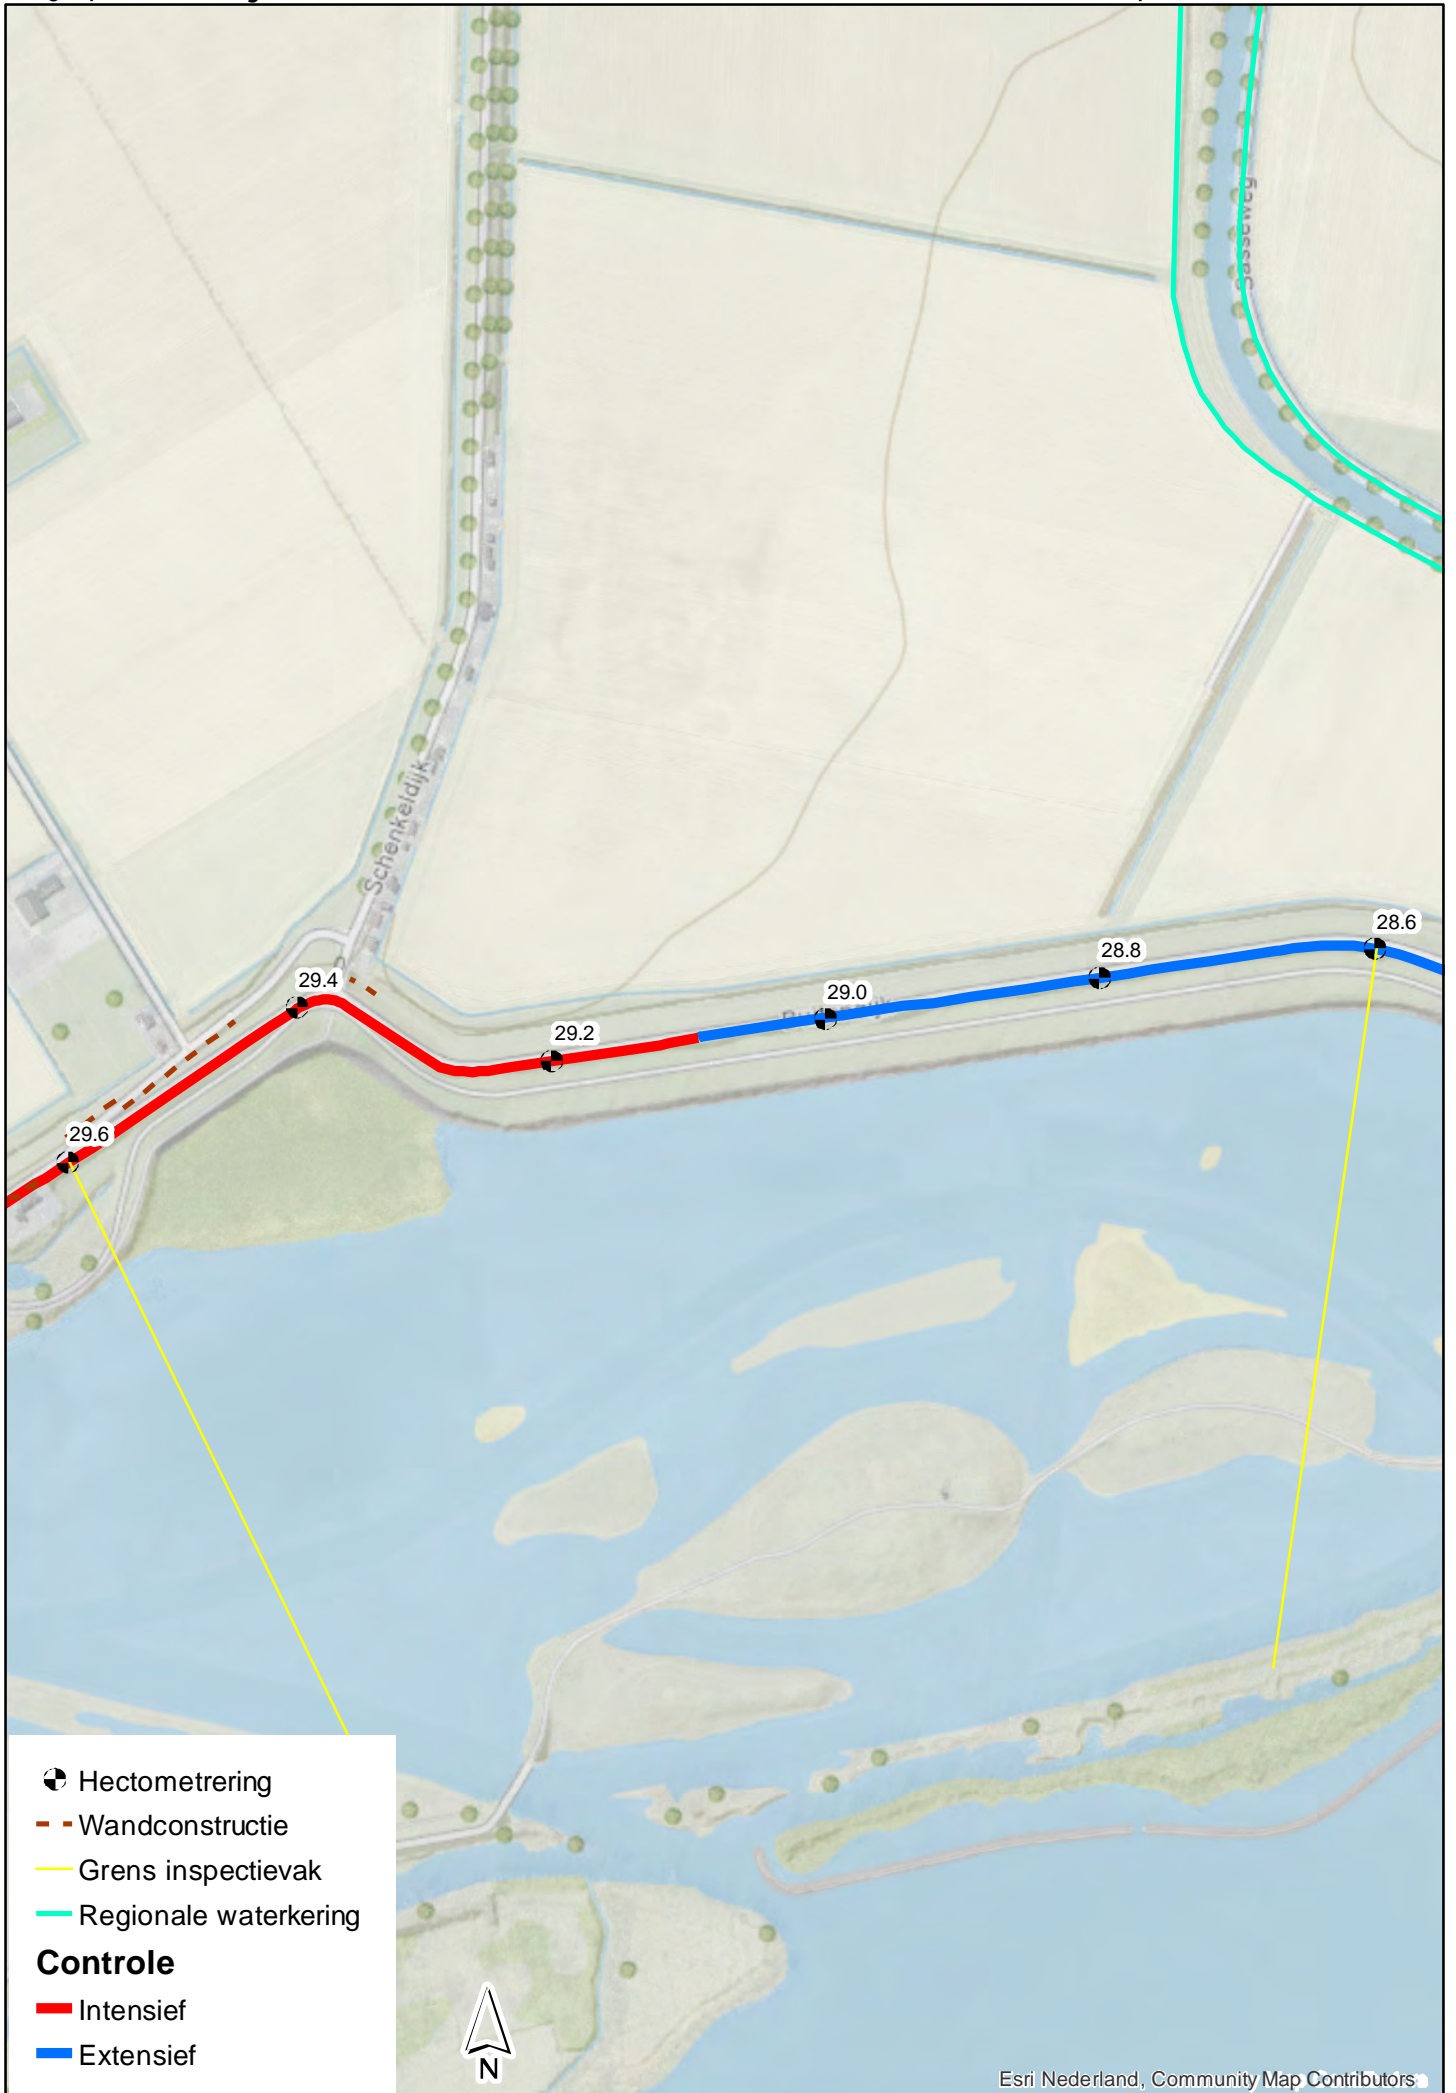 Sasseweg
Schenkeldijk
28.6
28.8
29.0
29.2
29.4
29.6
Hectometrering
Wandconstructie
Grens inspectievak
Regionale waterkering
Controle
Intensief
Extensief
N
Esri Nederland, Community Map Contributors